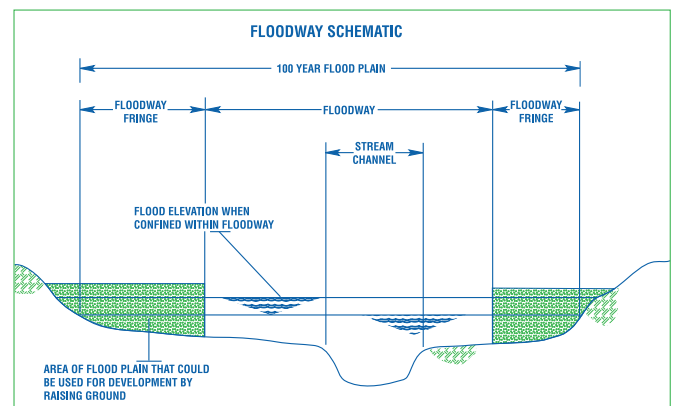 FLOODWAY SCHEMATIC
100 YEAR FLOOD PLAIN
FLOODWAY
FRINGE
FLOODWAY
FLOODWAY
FRINGE
STREAM
CHANNEL
FLOOD ELEVATION WHEN
CONFINED WITHIN FLOODWAY
AREA OF FLOOD PLAIN THAT COULD
BE USED FOR DEVELOPMENT BY
RAISING GROUND